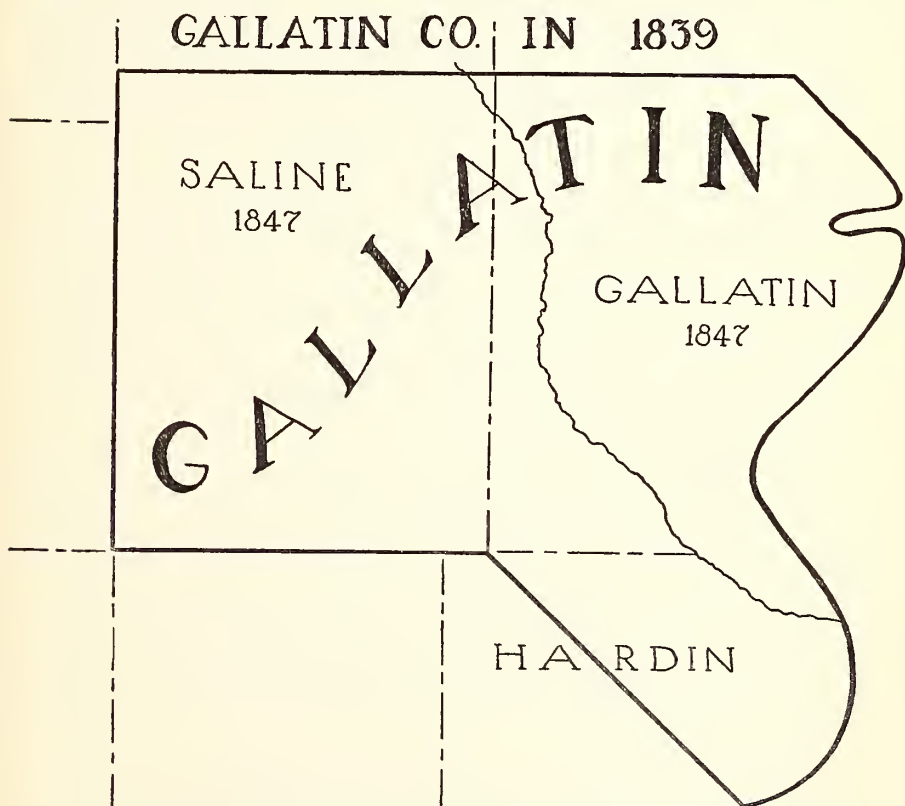 GALLATIN CO. IN 1839
GALLATIN
SALINE
1847
GALLATIN
1847
HARDIN